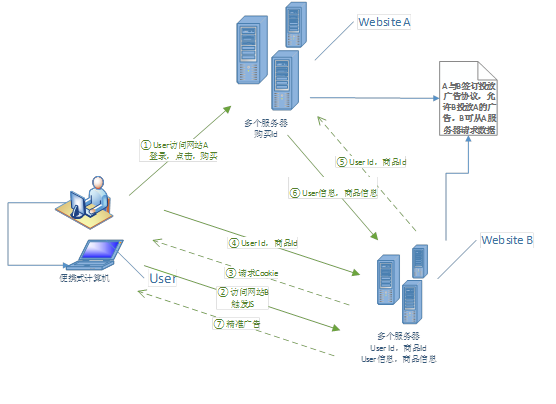 Website A
多个服务器
购买Id
A与B签订投放
广告协议，允
许B投放A的广
告。B可从A服
务器请求数据
① User访问网站A
登录，点击，购买
⑤ User Id，商品Id
⑥ User信息，商品信息
④ User Id，商品Id
Website B
③ 请求Cookie
便携式计算机
User
② 访问网站B
触发JS
⑦ 精准广告
多个服务器
User Id，商品Id
User信息，商品信息